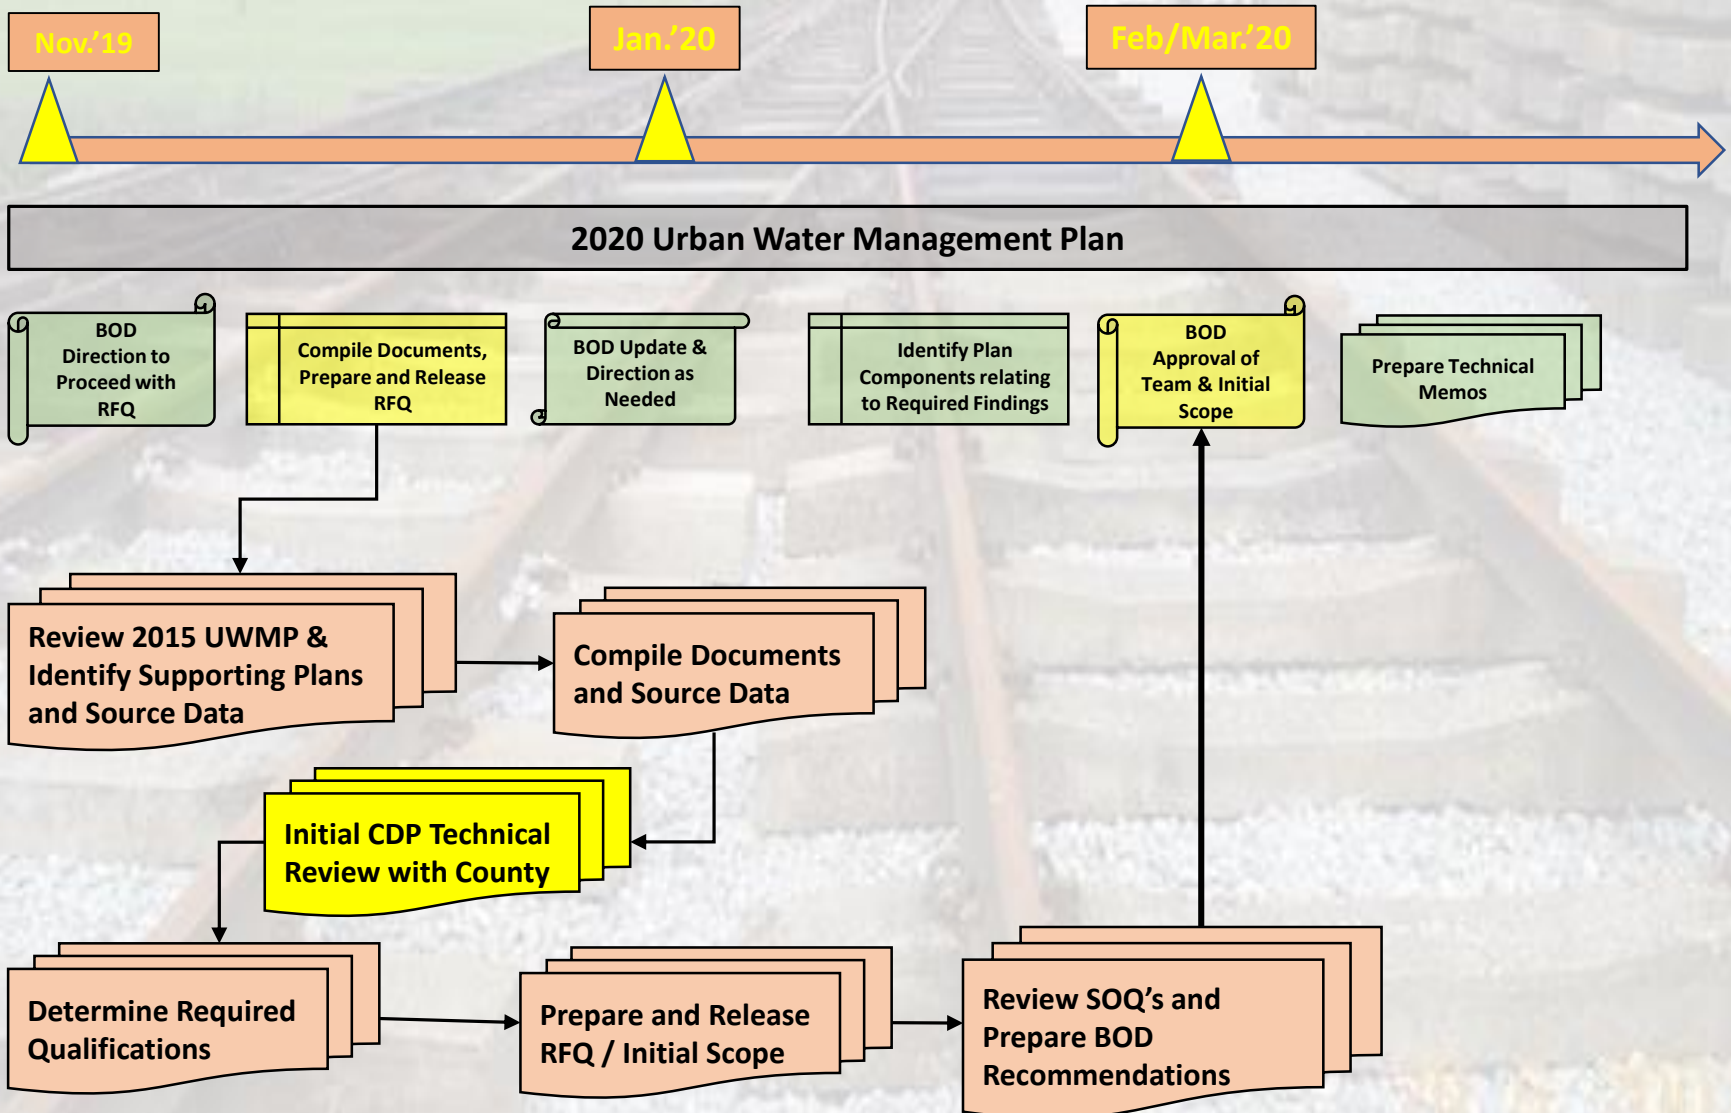 Nov.'19
Jan.'20
Feb/Mar.'20
2020 Urban Water Management Plan
BOD
Direction to
Proceed with
RFQ
Compile Documents,
Prepare and Release
RFQ
BOD Update &
Direction as
Needed
Identify Plan
Components relating
to Required Findings
BOD
Approval of
Team & Initial
Scope
Prepare Technical
Memos
Review 2015 UWMP &
Identify Supporting Plans
and Source Data
Compile Documents
and Source Data
Initial CDP Technical
Review with County
Determine Required
Qualifications
Prepare and Release
RFQ / Initial Scope
Review SOQ's and
Prepare BOD
Recommendations